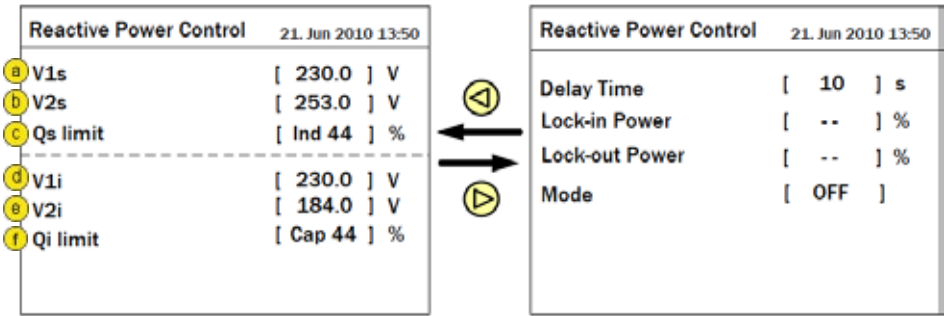 Reactive Power Control 21. Jun 2010 13:50
a V1s [ 230.0 ] V
b V2s [ 253.0 ] V
c Qs limit [ Ind 44 ] %
d V1i [ 230.0 ] V
e V2i [ 184.0 ] V
f Qi limit [ Cap 44 ] %
Reactive Power Control 21. Jun 2010 13:50
Delay Time [ 10 ] s
Lock-in Power [ -- ] %
Lock-out Power [ -- ] %
Mode [ OFF ]